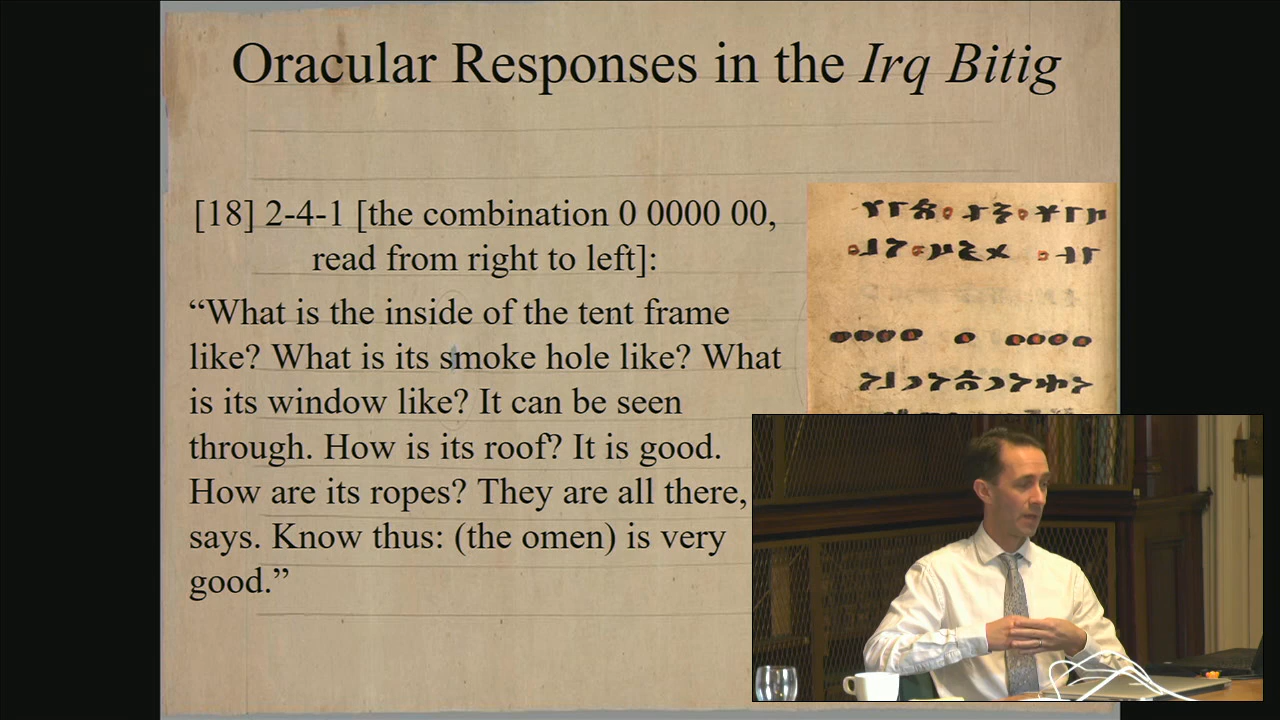 Oracular Responses in the Irq Bitig
[18] 2-4-1 [the combination 0 0000 00,
read from right to left]:
“What is the inside of the tent frame
like? What is its smoke hole like? What
is its window like? It can be seen
through. How is its roof? It is good.
How are its ropes? They are all there,
says. Know thus: (the omen) is very
good.”